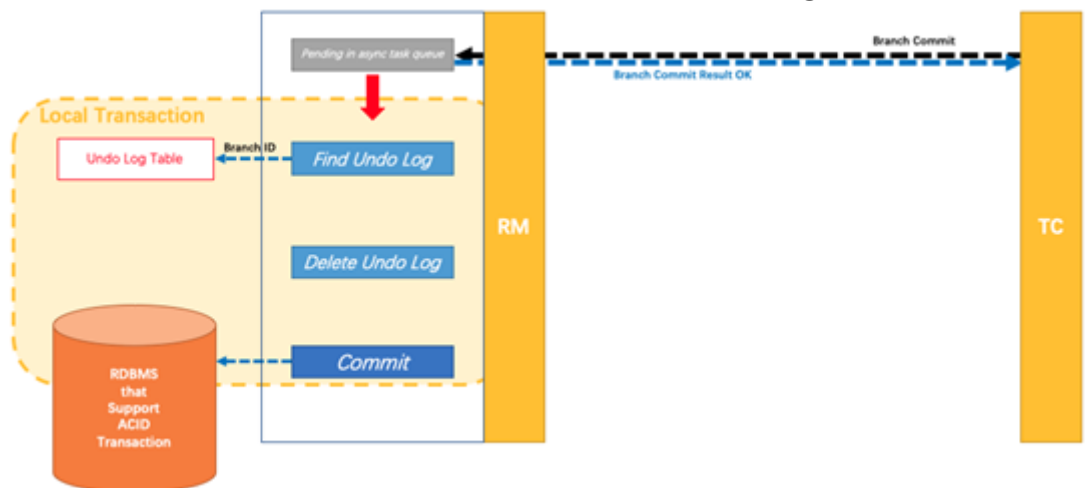 Branch Commit
Pending in async task queue
Branch Commit Result OK
Local Transaction
Undo Log Table
Branch ID
Find Undo Log
RM
TC
Delete Undo Log
Commit
RDBMS
that
Support
ACID
Transaction